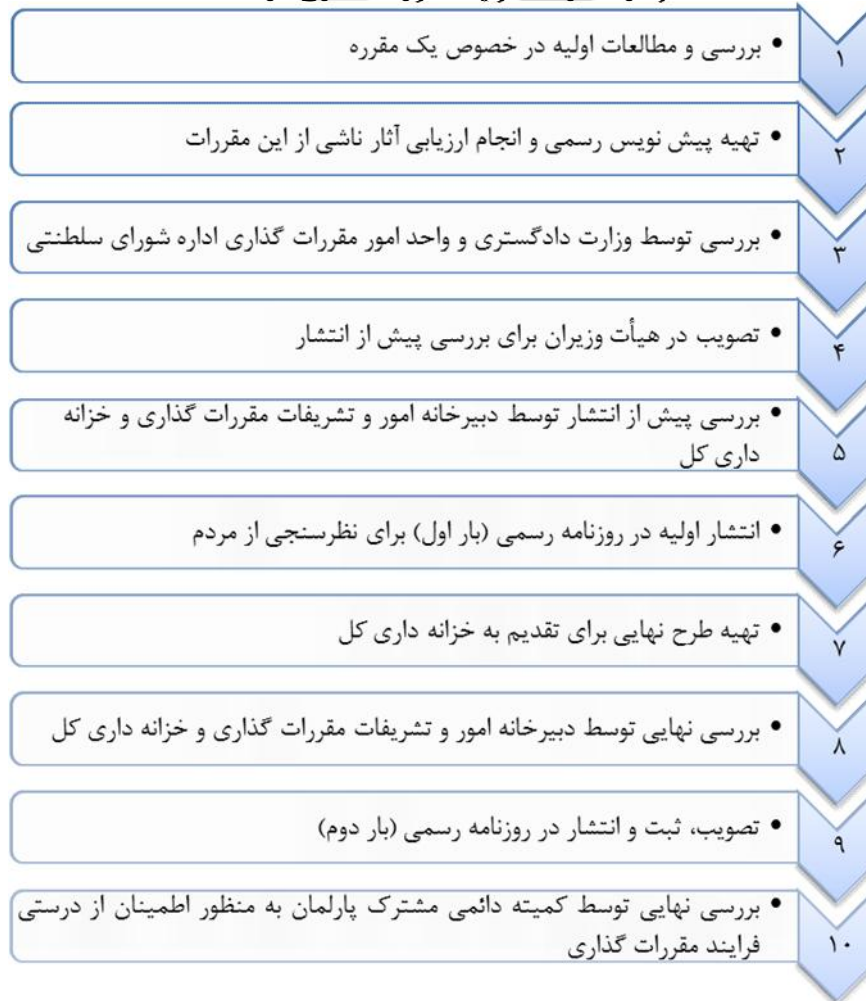 ۱
• بررسی و مطالعات اولیه در خصوص یک مقرره
۲
• تهیه پیش نویس رسمی و انجام ارزیابی آثار ناشی از این مقررات
۳
• بررسی توسط وزارت دادگستری و واحد امور مقررات گذاری اداره شورای سلطنتی
۴
• تصویب در هیأت وزیران برای بررسی پیش از انتشار
۵
• بررسی پیش از انتشار توسط دبیرخانه امور و تشریفات مقررات گذاری و خزانه
داری کل
۶
• انتشار اولیه در روزنامه رسمی (بار اول) برای نظرسنجی از مردم
۷
• تهیه طرح نهایی برای تقدیم به خزانه داری کل
۸
• بررسی نهایی توسط دبیرخانه امور و تشریفات مقررات گذاری و خزانه داری کل
۹
• تصویب، ثبت و انتشار در روزنامه رسمی (بار دوم)
۱۰
• بررسی نهایی توسط کمیته دائمی مشترک پارلمان به منظور اطمینان از درستی
فرایند مقررات گذاری